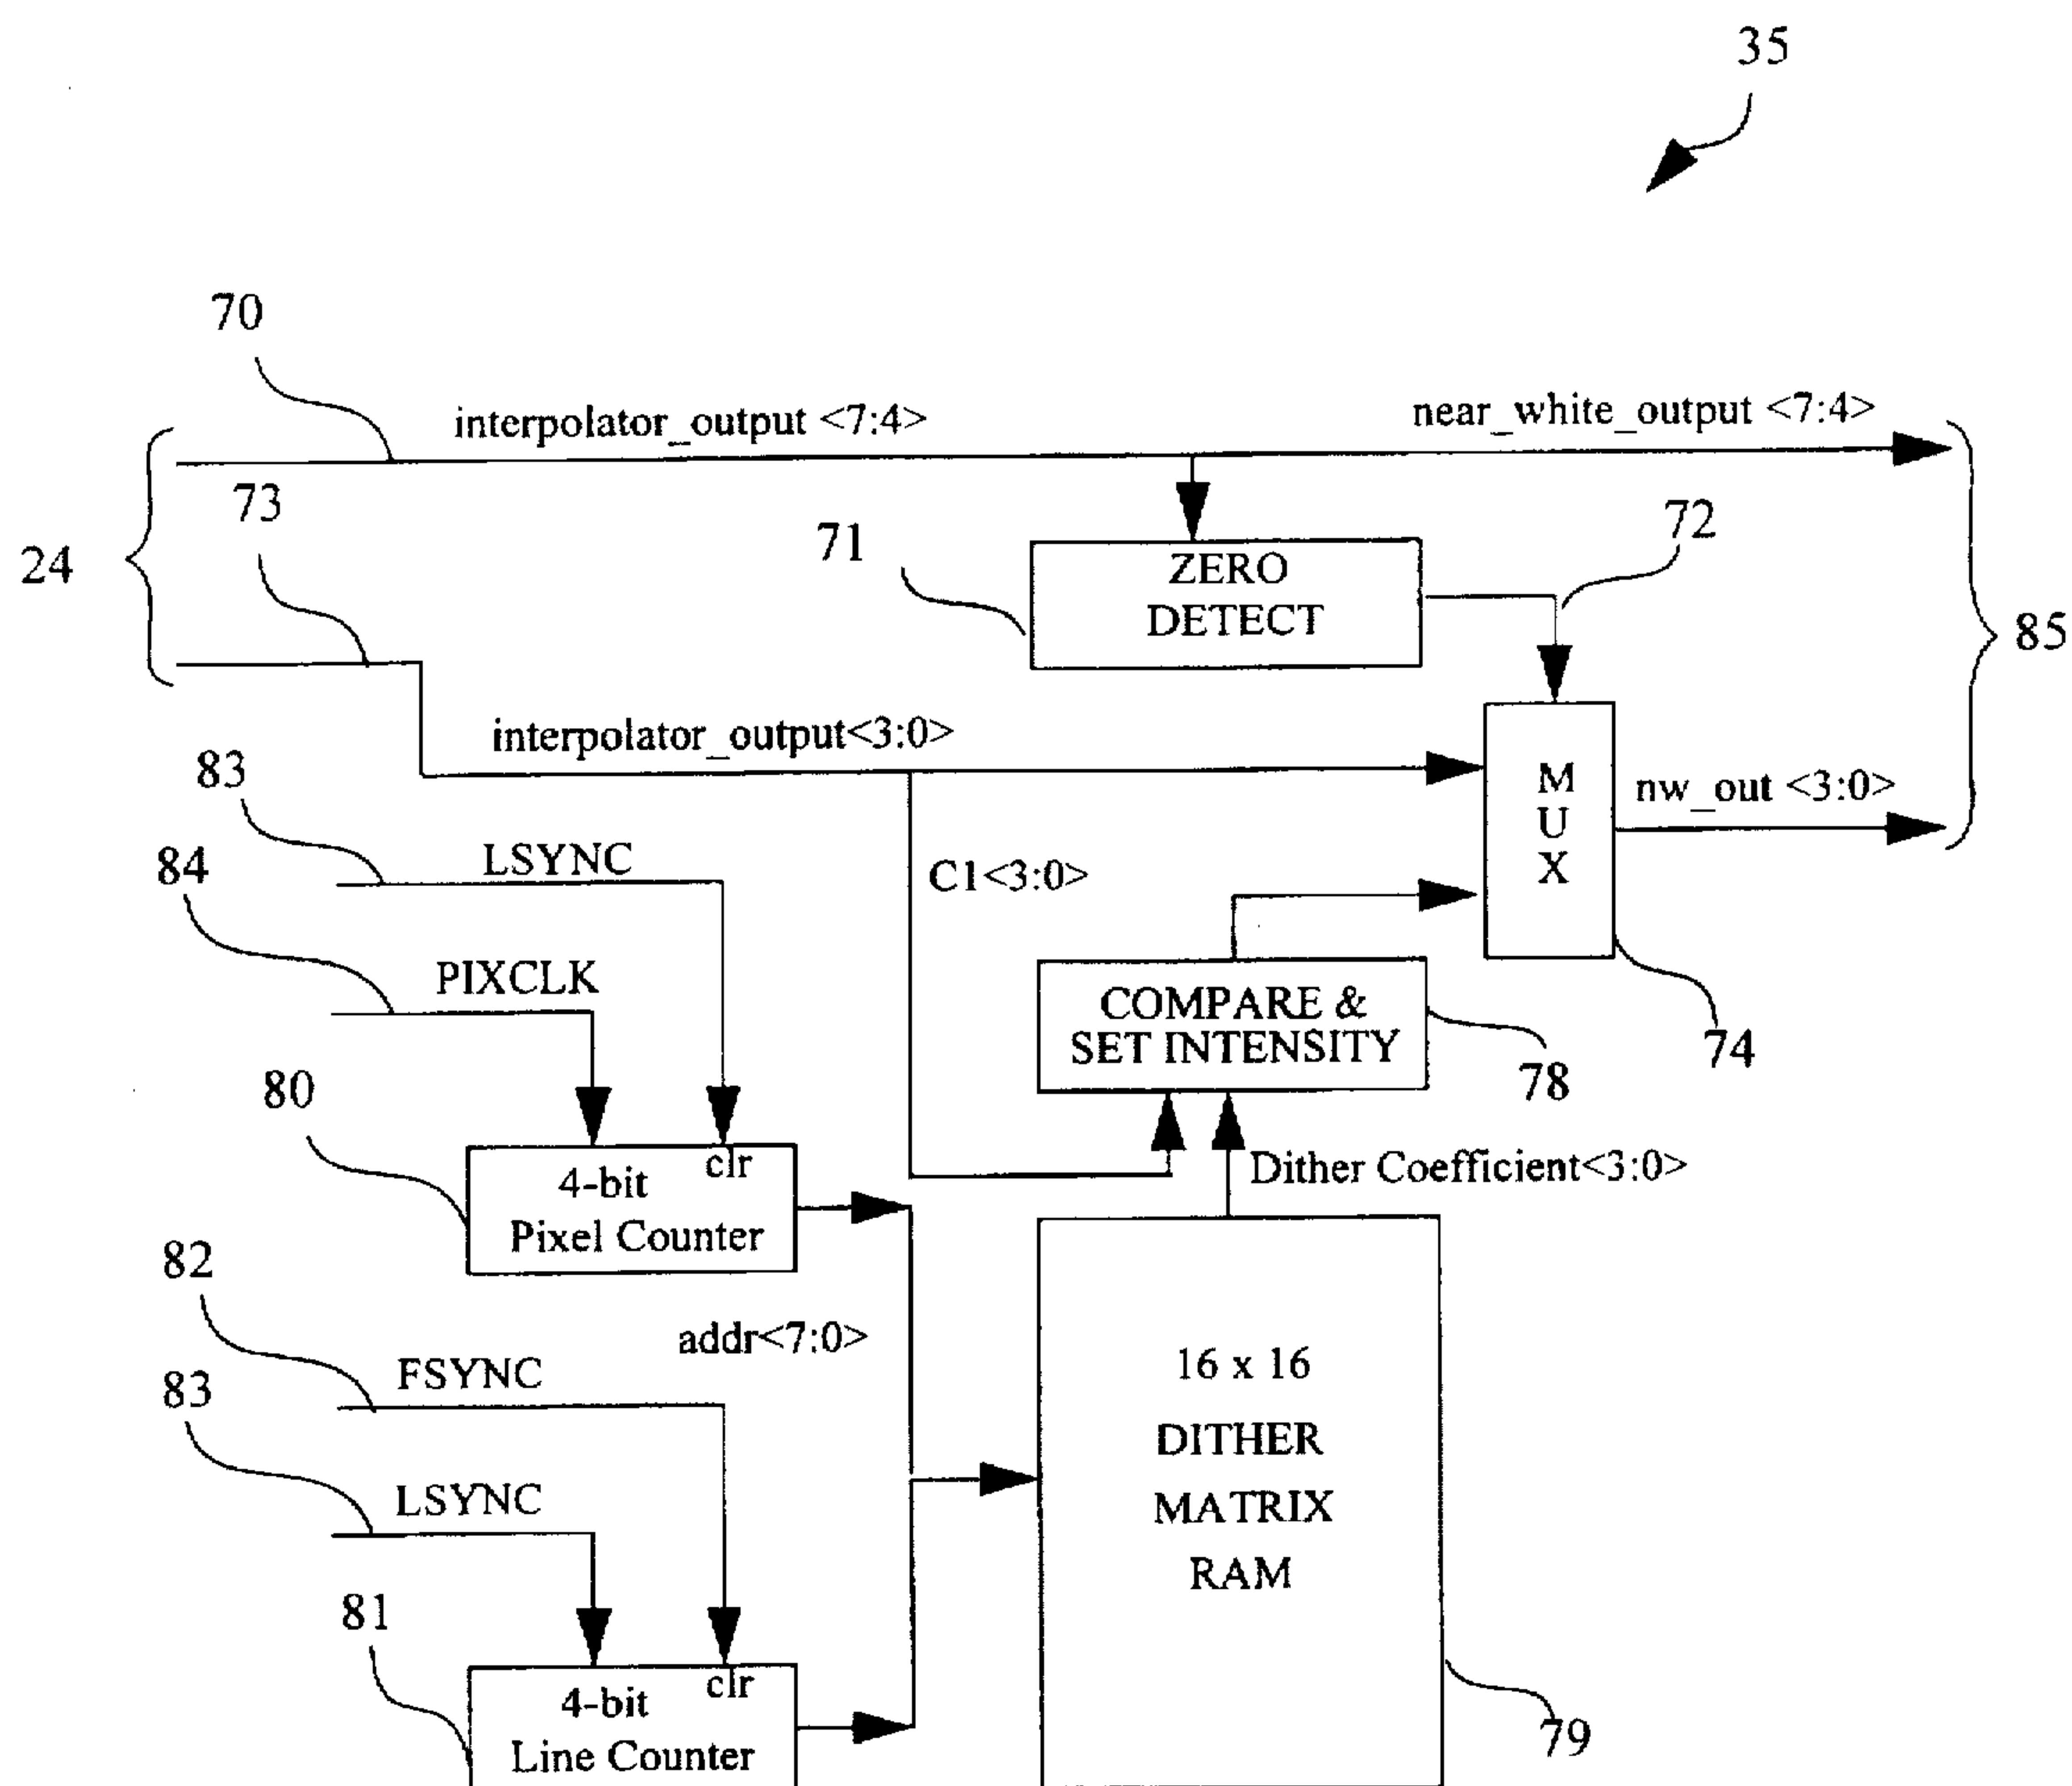 35
70
interpolator_output <7:4>
near_white_output <7:4>
73
72
71
ZERO
DETECT
24
85
interpolator_output<3:0>
83
M
U
X
nw_out <3:0>
84
LSYNC
C1<3:0>
PIXCLK
COMPARE &
SET INTENSITY
74
78
80
clr
4-bit
Pixel Counter
Dither Coefficient<3:0>
82
addr<7:0>
FSYNC
83
16 x 16
DITHER
MATRIX
RAM
LSYNC
81
clr
4-bit
Line Counter
79